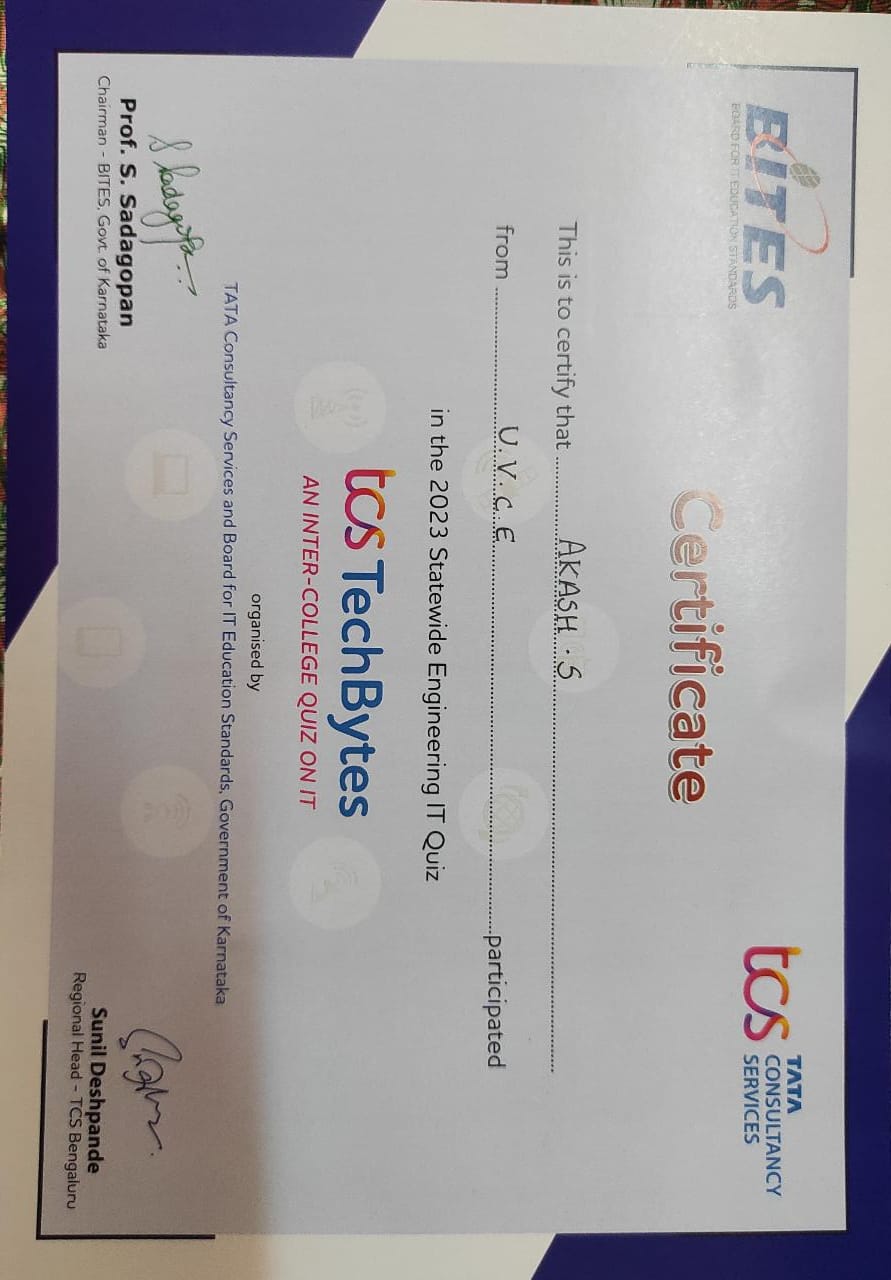 BITES
BOARD FOR IT EDUCATION STANDARDS
tcs TATA
CONSULTANCY
SERVICES
Certificate
This is to certify that ........ AKASH . S ........
from ........ U.V.C.E ........participated
in the 2023 Statewide Engineering IT Quiz
tcs TechBytes
AN INTER-COLLEGE QUIZ ON IT
organised by
TATA Consultancy Services and Board for IT Education Standards, Government of Karnataka
S Sadagopan
Prof. S. Sadagopan
Chairman - BITES, Govt. of Karnataka
Sunil Deshpande
Regional Head - TCS Bengaluru